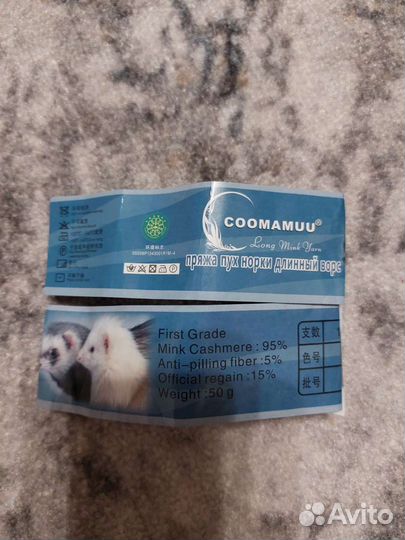 COOMAMUU®
Long Mink Yarn
пряжа пух норки длинный ворс
First Grade
Mink Cashmere : 95%
Anti-pilling fiber : 5%
Official regain : 15%
Weight : 50 g
支数
色号
批号
Avito